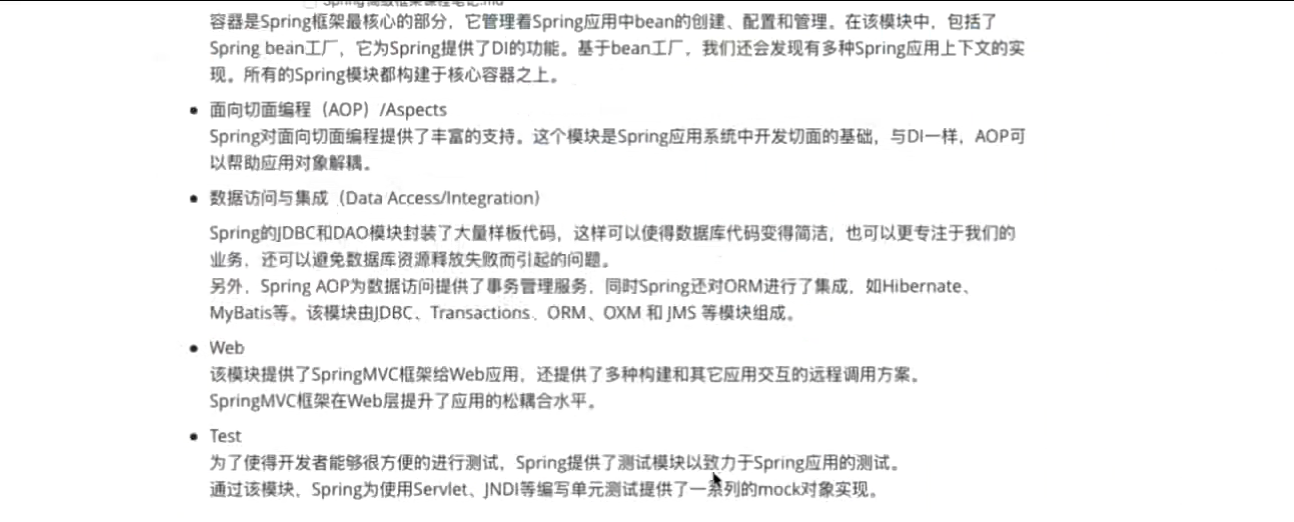 Spring高级框架课程笔记.md
容器是Spring框架最核心的部分，它管理着Spring应用中bean的创建、配置和管理。在该模块中，包括了
Spring bean工厂，它为Spring提供了DI的功能。基于bean工厂，我们还会发现有多种Spring应用上下文的实
现。所有的Spring模块都构建于核心容器之上。
面向切面编程（AOP）/Aspects
Spring对面向切面编程提供了丰富的支持。这个模块是Spring应用系统中开发切面的基础，与DI一样，AOP可
以帮助应用对象解耦。
数据访问与集成（Data Access/Integration）
Spring的JDBC和DAO模块封装了大量样板代码，这样可以使得数据库代码变得简洁，也可以更专注于我们的
业务，还可以避免数据库资源释放失败而引起的问题。
另外，Spring AOP为数据访问提供了事务管理服务，同时Spring还对ORM进行了集成，如Hibernate、
MyBatis等。该模块由JDBC、Transactions、ORM、OXM 和 JMS 等模块组成。
Web
该模块提供了SpringMVC框架给Web应用，还提供了多种构建和其它应用交互的远程调用方案。
SpringMVC框架在Web层提升了应用的松耦合水平。
Test
为了使得开发者能够很方便的进行测试，Spring提供了测试模块以致力于Spring应用的测试。
通过该模块，Spring为使用Servlet、JNDI等编写单元测试提供了一系列的mock对象实现。